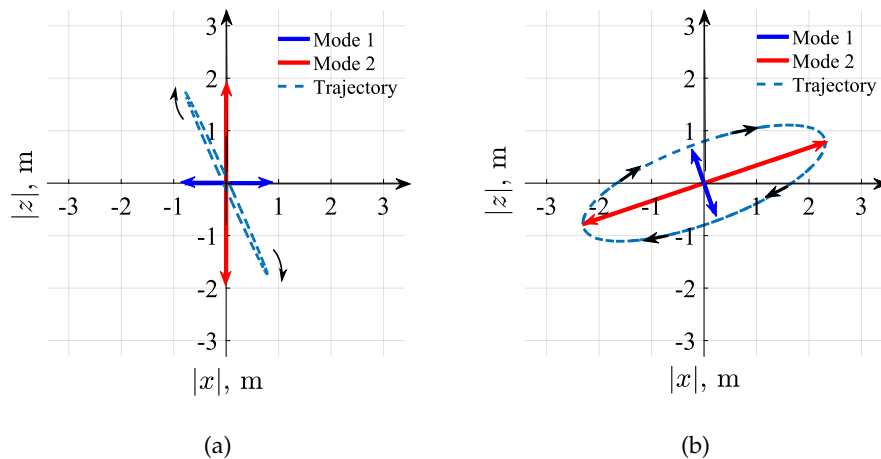 3
2
1
-3
-2
-1
1
2
3
-1
-2
-3
Mode 1
Mode 2
Trajectory
|z|, m
|x|, m
(a)
3
2
1
-3
-2
-1
1
2
3
-1
-2
-3
Mode 1
Mode 2
Trajectory
|z|, m
|x|, m
(b)